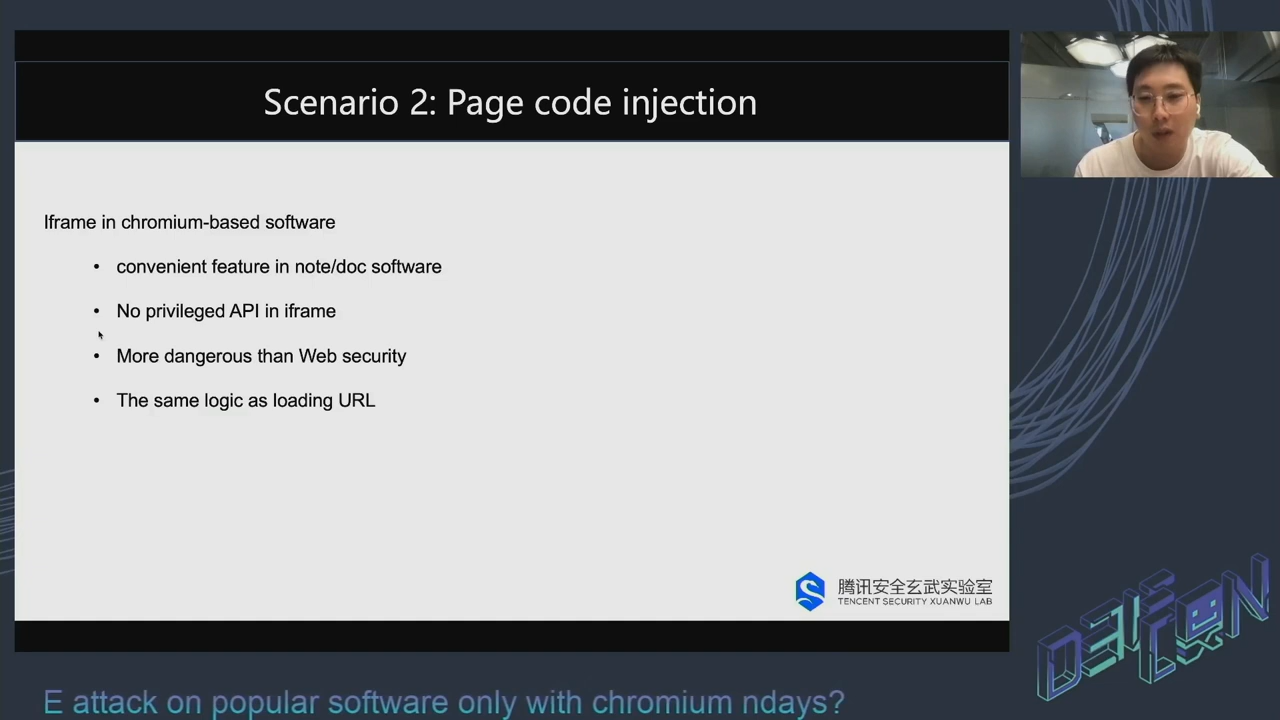 Scenario 2: Page code injection
Iframe in chromium-based software
• convenient feature in note/doc software
• No privileged API in iframe
• More dangerous than Web security
• The same logic as loading URL
腾讯安全玄武实验室
TENCENT SECURITY XUANWU LAB
DEF CON
E attack on popular software only with chromium ndays?